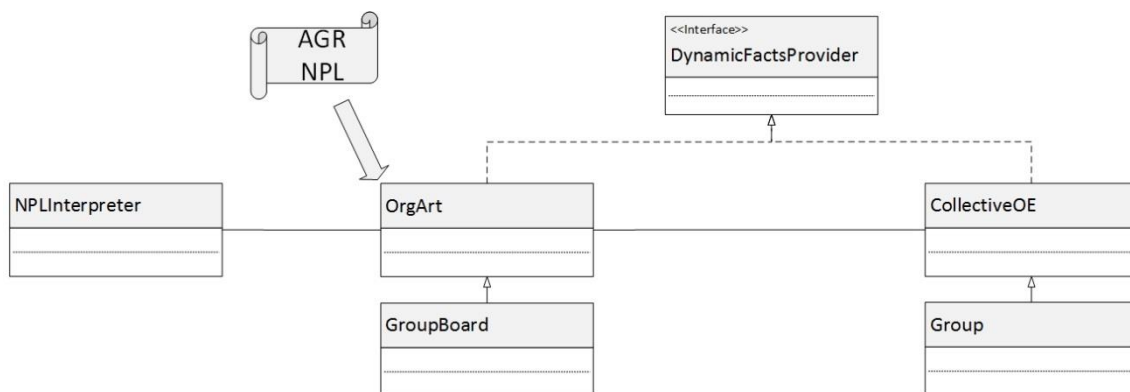 AGR
NPL
<<Interface>>
DynamicFactsProvider
NPLInterpreter
OrgArt
CollectiveOE
GroupBoard
Group